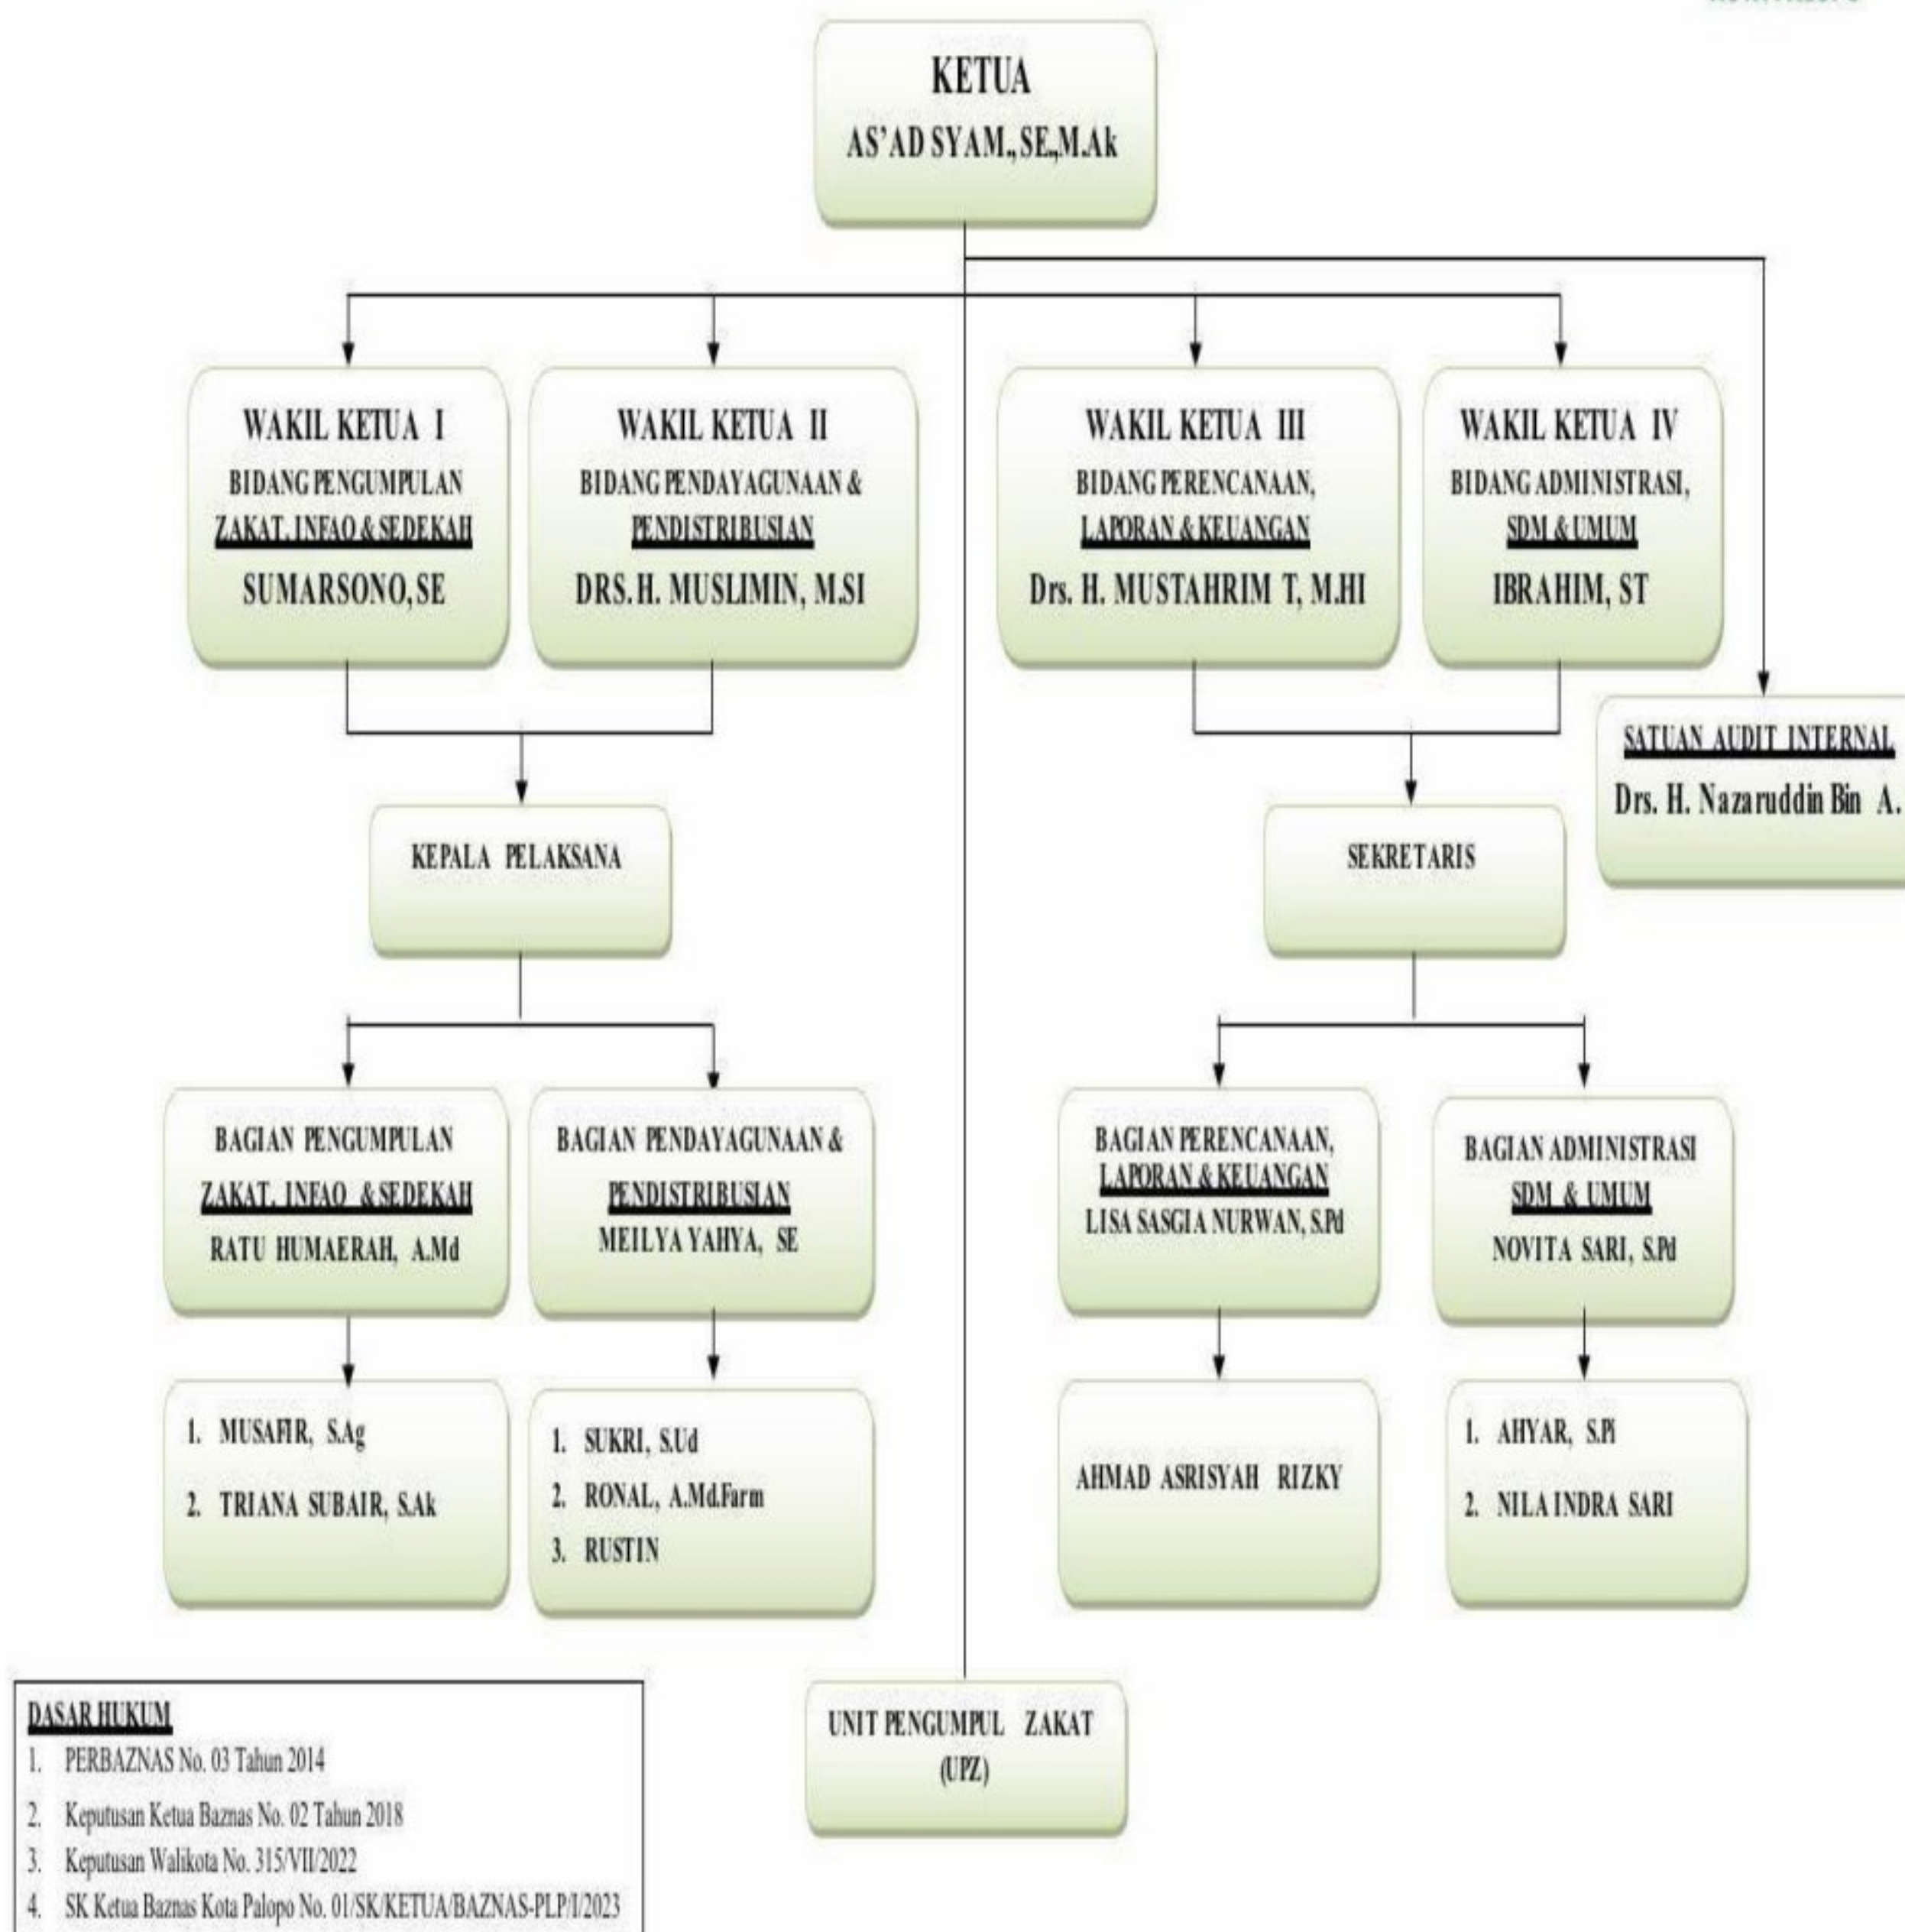 KETUA
AS'AD SYAM.,SE.,M.Ak
WAKIL KETUA I
BIDANG PENGUMPULAN
ZAKAT, INFAQ & SEDEKAH
SUMARSONO, SE
WAKIL KETUA II
BIDANG PENDAYAGUNAAN &
PENDISTRIBUSIAN
DRS. H. MUSLIMIN, M.SI
WAKIL KETUA III
BIDANG PERENCANAAN,
LAPORAN & KEUANGAN
Drs. H. MUSTAHRIM T, M.HI
WAKIL KETUA IV
BIDANG ADMINISTRASI,
SDM & UMUM
IBRAHIM, ST
SATUAN AUDIT INTERNAL
Drs. H. Nazaruddin Bin A.
KEPALA PELAKSANA
SEKRETARIS
BAGIAN PENGUMPULAN
ZAKAT, INFAQ & SEDEKAH
RATU HUMAERAH, A.Md
BAGIAN PENDAYAGUNAAN &
PENDISTRIBUSIAN
MEILYA YAHYA, SE
BAGIAN PERENCANAAN,
LAPORAN & KEUANGAN
LISA SASGIA NURWAN, S.Pd
BAGIAN ADMINISTRASI
SDM & UMUM
NOVITA SARI, S.Pd
1. MUSAFIR, S.Ag
2. TRIANA SUBAIR, S.Ak
1. SUKRI, S.Ud
2. RONAL, A.Md.Farm
3. RUSTIN
AHMAD ASRISYAH RIZKY
1. AHYAR, S.Pi
2. NILA INDRA SARI
UNIT PENGUMPUL ZAKAT
(UPZ)
DASAR HUKUM
1. PERBAZNAS No. 03 Tahun 2014
2. Keputusan Ketua Baznas No. 02 Tahun 2018
3. Keputusan Walikota No. 315/VII/2022
4. SK Ketua Baznas Kota Palopo No. 01/SK/KETUA/BAZNAS-PLP/I/2023